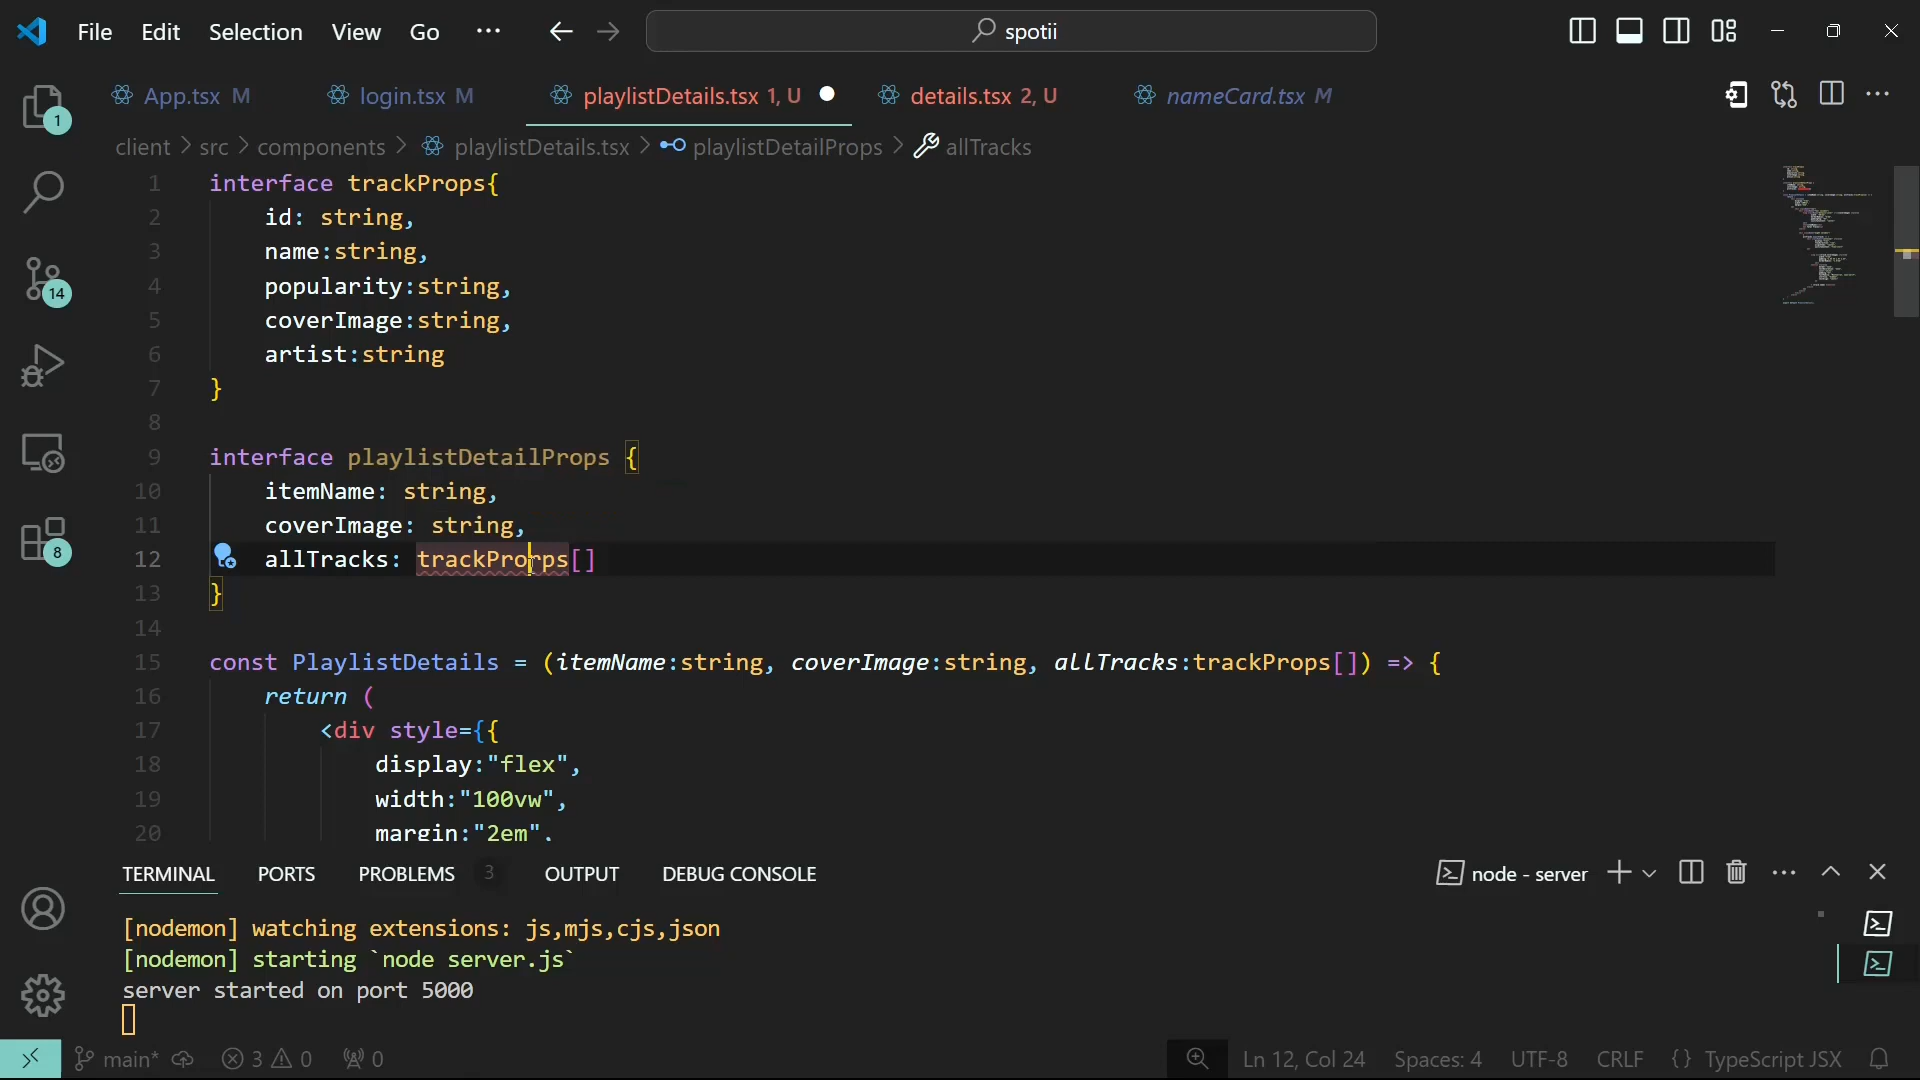 File Edit Selection View Go ··· spotii
App.tsx M login.tsx M playlistDetails.tsx 1, U details.tsx 2, U nameCard.tsx M
client > src > components > playlistDetails.tsx > playlistDetailProps > allTracks
1 interface trackProps{
2 id: string,
3 name:string,
4 popularity:string,
5 coverImage:string,
6 artist:string
7 }
8
9 interface playlistDetailProps {
10 itemName: string,
11 coverImage: string,
12 allTracks: trackProrps[]
13 }
14
15 const PlaylistDetails = (itemName:string, coverImage:string, allTracks:trackProps[]) => {
16 return (
17 <div style={{
18 display:"flex",
19 width:"100vw",
20 margin:"2em",
1
14
8
TERMINAL PORTS PROBLEMS 3 OUTPUT DEBUG CONSOLE node - server
[nodemon] watching extensions: js,mjs,cjs,json
[nodemon] starting `node server.js`
server started on port 5000
main* 3 0 0 Ln 12, Col 24 Spaces: 4 UTF-8 CRLF {} TypeScript JSX